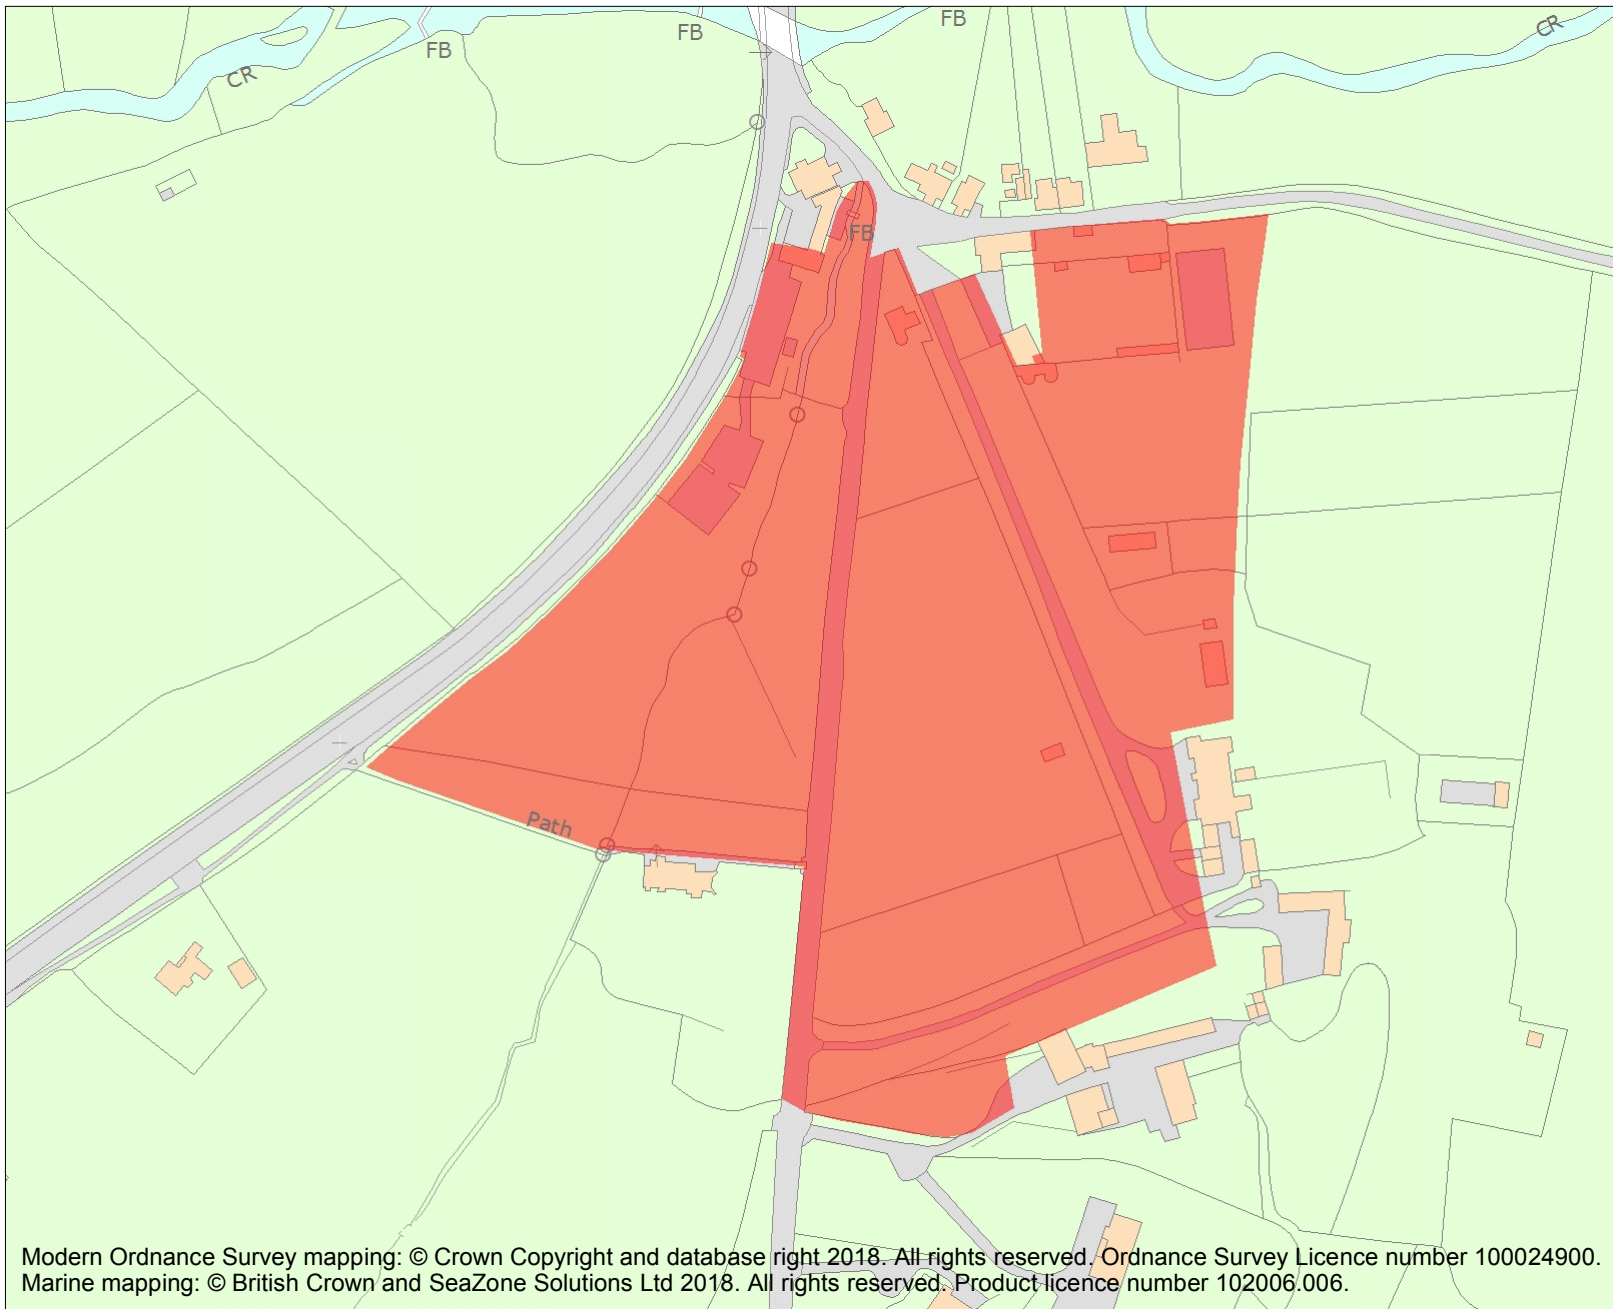 FB
FB
FB
CR
CR
FB
Path
Modern Ordnance Survey mapping: © Crown Copyright and database right 2018. All rights reserved. Ordnance Survey Licence number 100024900.
Marine mapping: © British Crown and SeaZone Solutions Ltd 2018. All rights reserved. Product licence number 102006.006.